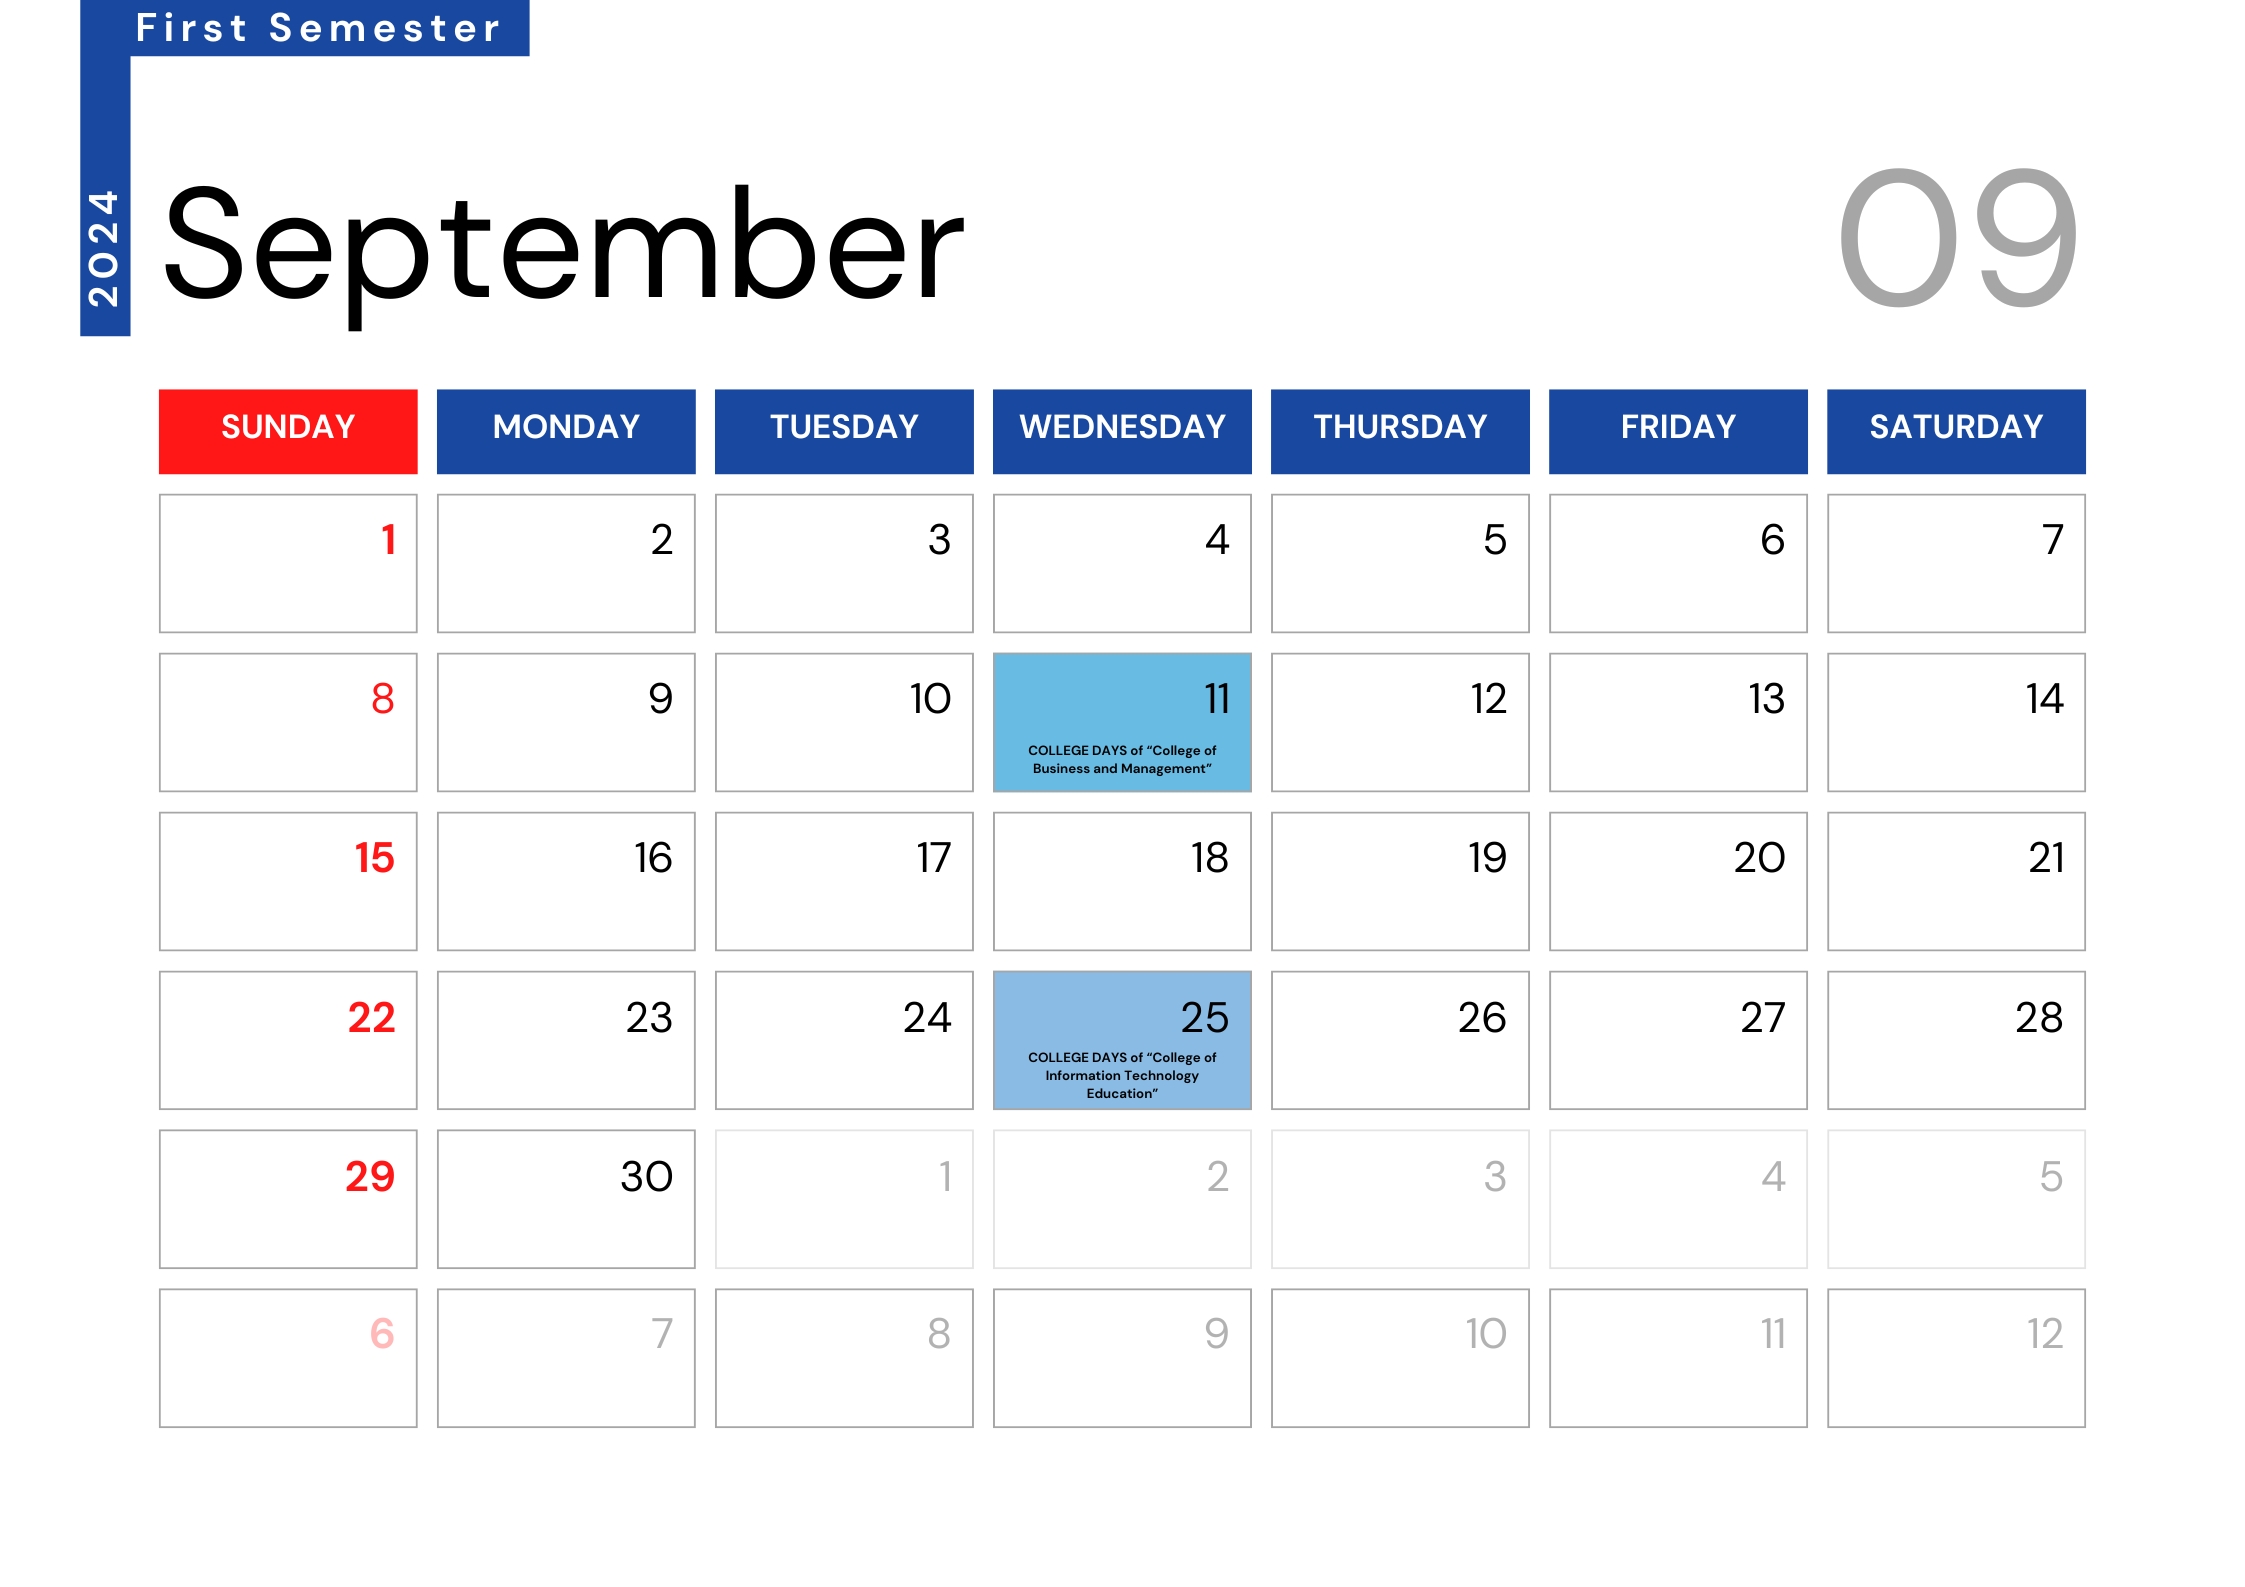 First Semester
2024
September
09
SUNDAY MONDAY TUESDAY WEDNESDAY THURSDAY FRIDAY SATURDAY
1 2 3 4 5 6 7
8 9 10 11 12 13 14
COLLEGE DAYS of “College of
Business and Management”
15 16 17 18 19 20 21
22 23 24 25 26 27 28
COLLEGE DAYS of “College of
Information Technology
Education”
29 30 1 2 3 4 5
6 7 8 9 10 11 12